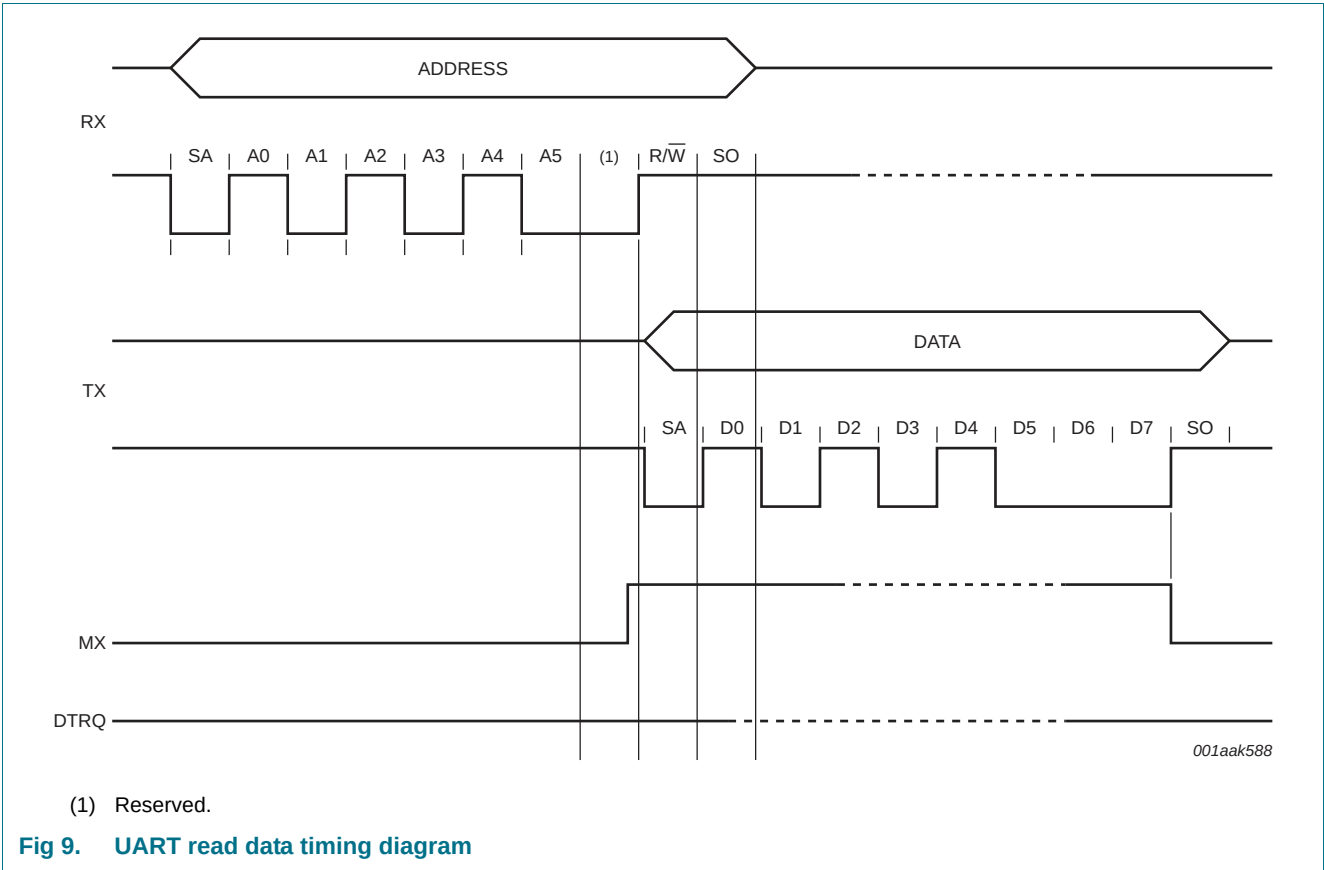 ADDRESS
RX
SA A0 A1 A2 A3 A4 A5 (1) R/W̅ SO
DATA
TX
SA D0 D1 D2 D3 D4 D5 D6 D7 SO
MX
DTRQ
001aak588
(1) Reserved.
Fig 9. UART read data timing diagram